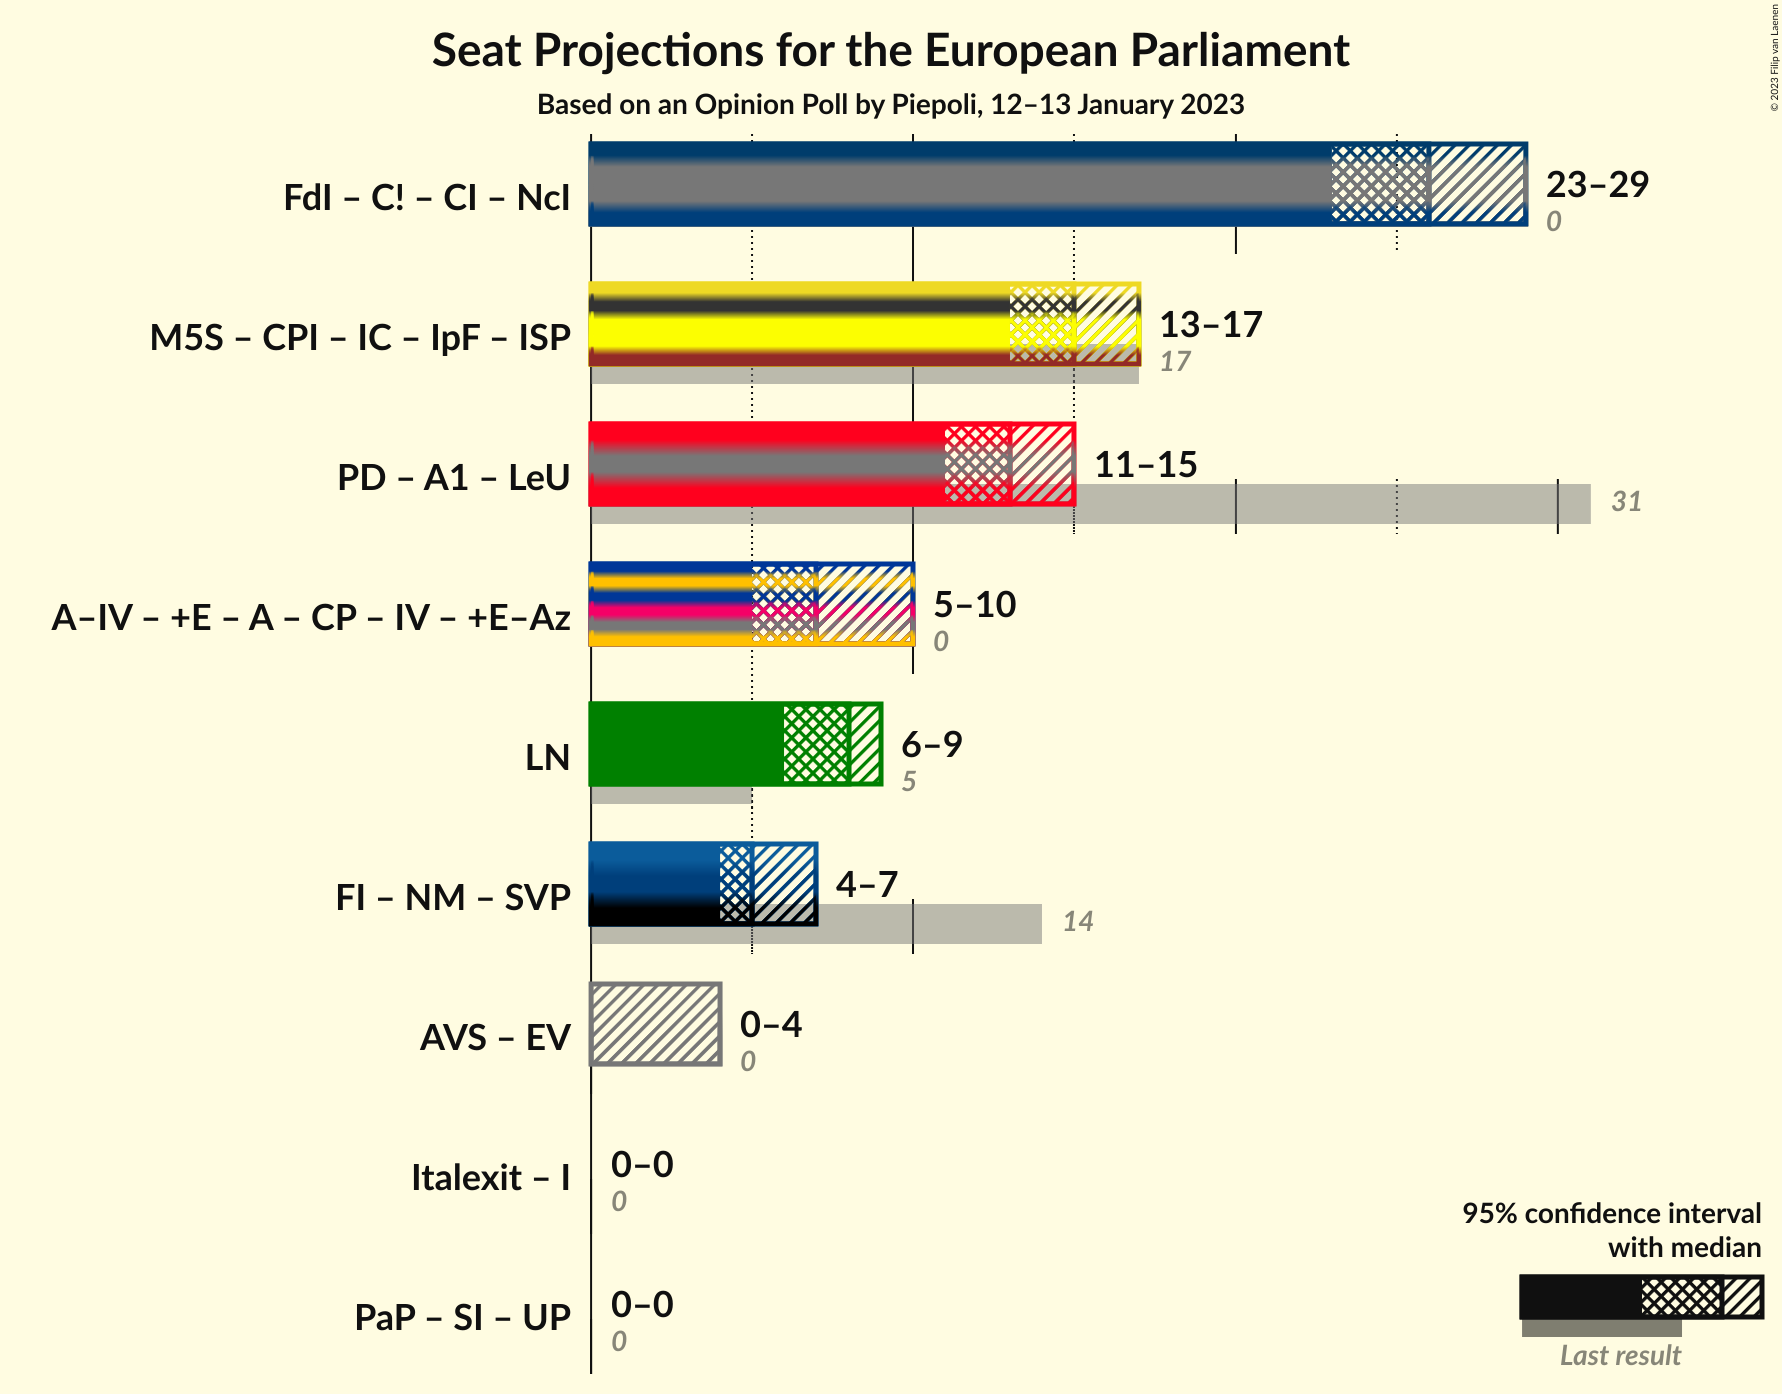 Seat Projections for the European Parliament
Based on an Opinion Poll by Piepoli, 12–13 January 2023
© 2023 Filip van Laenen
FdI – C! – CI – NcI
23–29
0
M5S – CPI – IC – IpF – ISP
13–17
17
PD – A1 – LeU
11–15
31
A–IV – +E – A – CP – IV – +E–Az
5–10
0
LN
6–9
5
FI – NM – SVP
4–7
14
AVS – EV
0–4
0
Italexit – I
0–0
0
PaP – SI – UP
0–0
0
95% confidence interval
with median
Last result